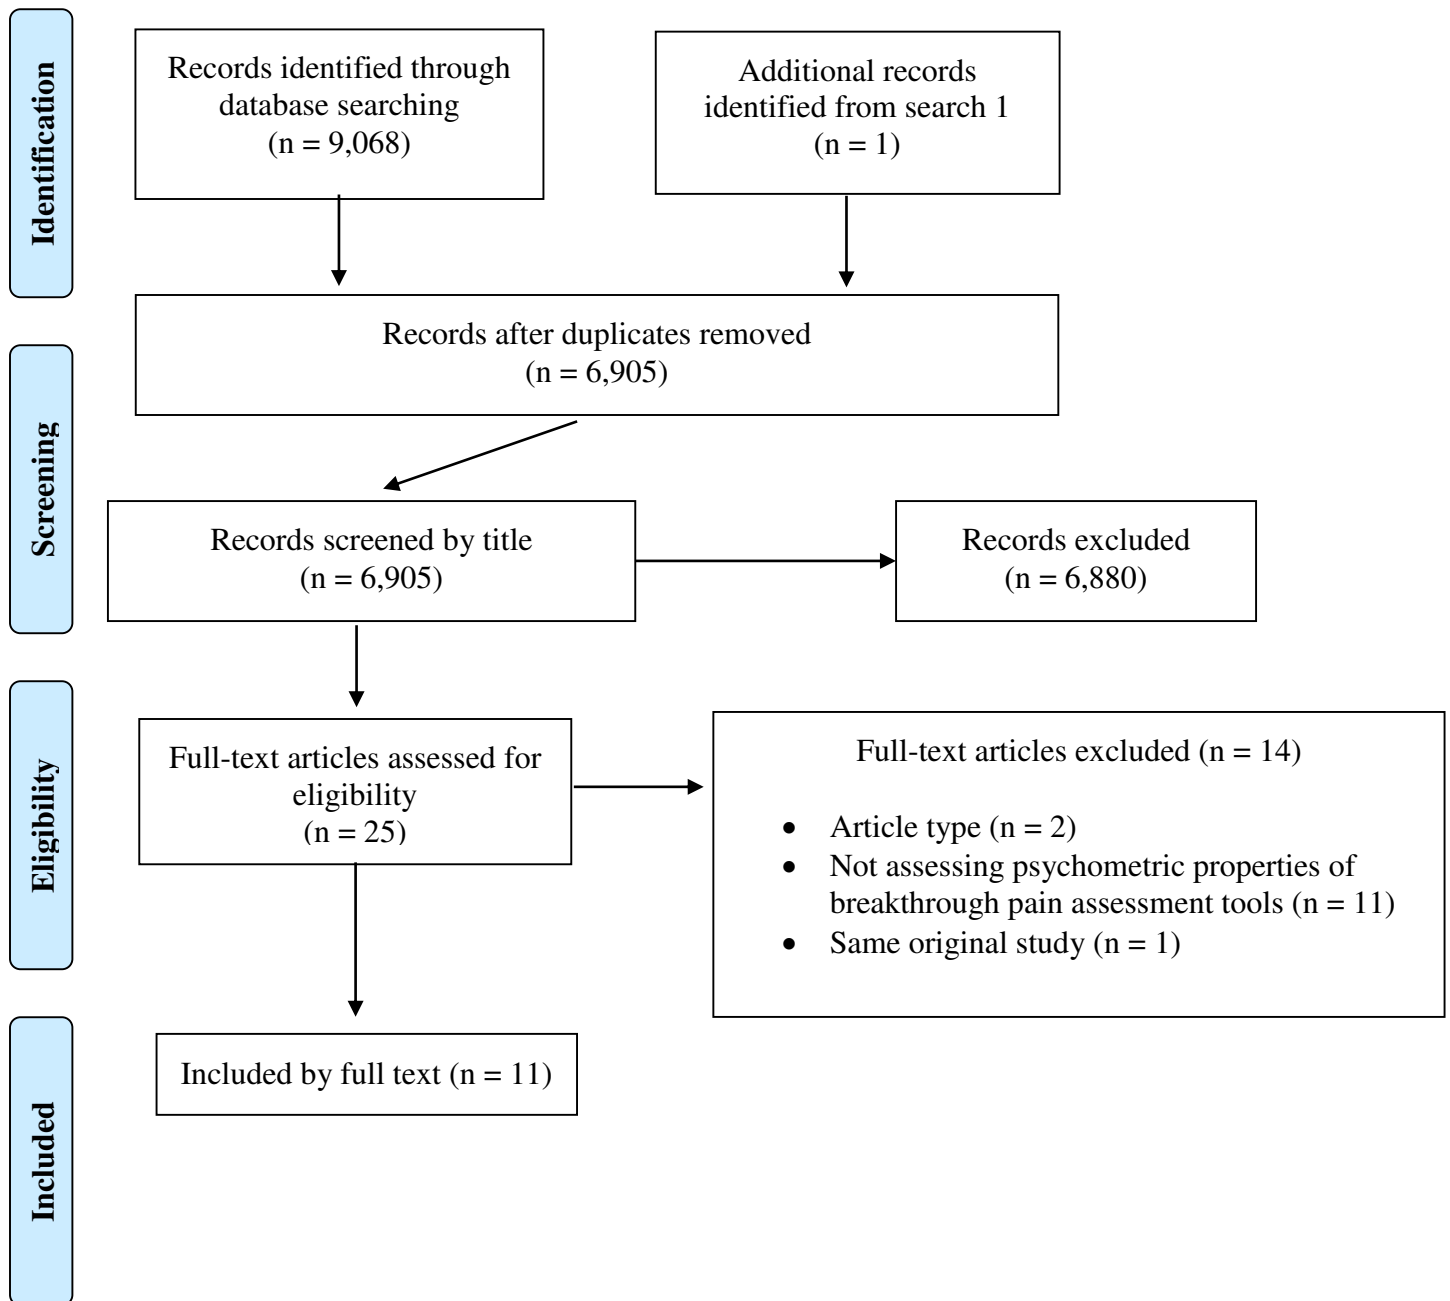 Identification
Records identified through
database searching
(n = 9,068)
Additional records
identified from search 1
(n = 1)
Records after duplicates removed
(n = 6,905)
Screening
Records screened by title
(n = 6,905)
Records excluded
(n = 6,880)
Eligibility
Full-text articles assessed for
eligibility
(n = 25)
Full-text articles excluded (n = 14)
• Article type (n = 2)
• Not assessing psychometric properties of
breakthrough pain assessment tools (n = 11)
• Same original study (n = 1)
Included
Included by full text (n = 11)